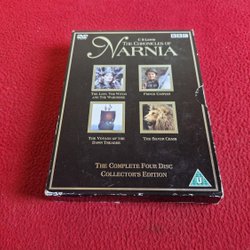 DVD
BBC
C S Lewis
The Chronicles of
Narnia
The Lion, The Witch
and The Wardrobe
Prince Caspian
The Voyage of the
Dawn Treader
The Silver Chair
The Complete Four Disc
Collector's Edition
U